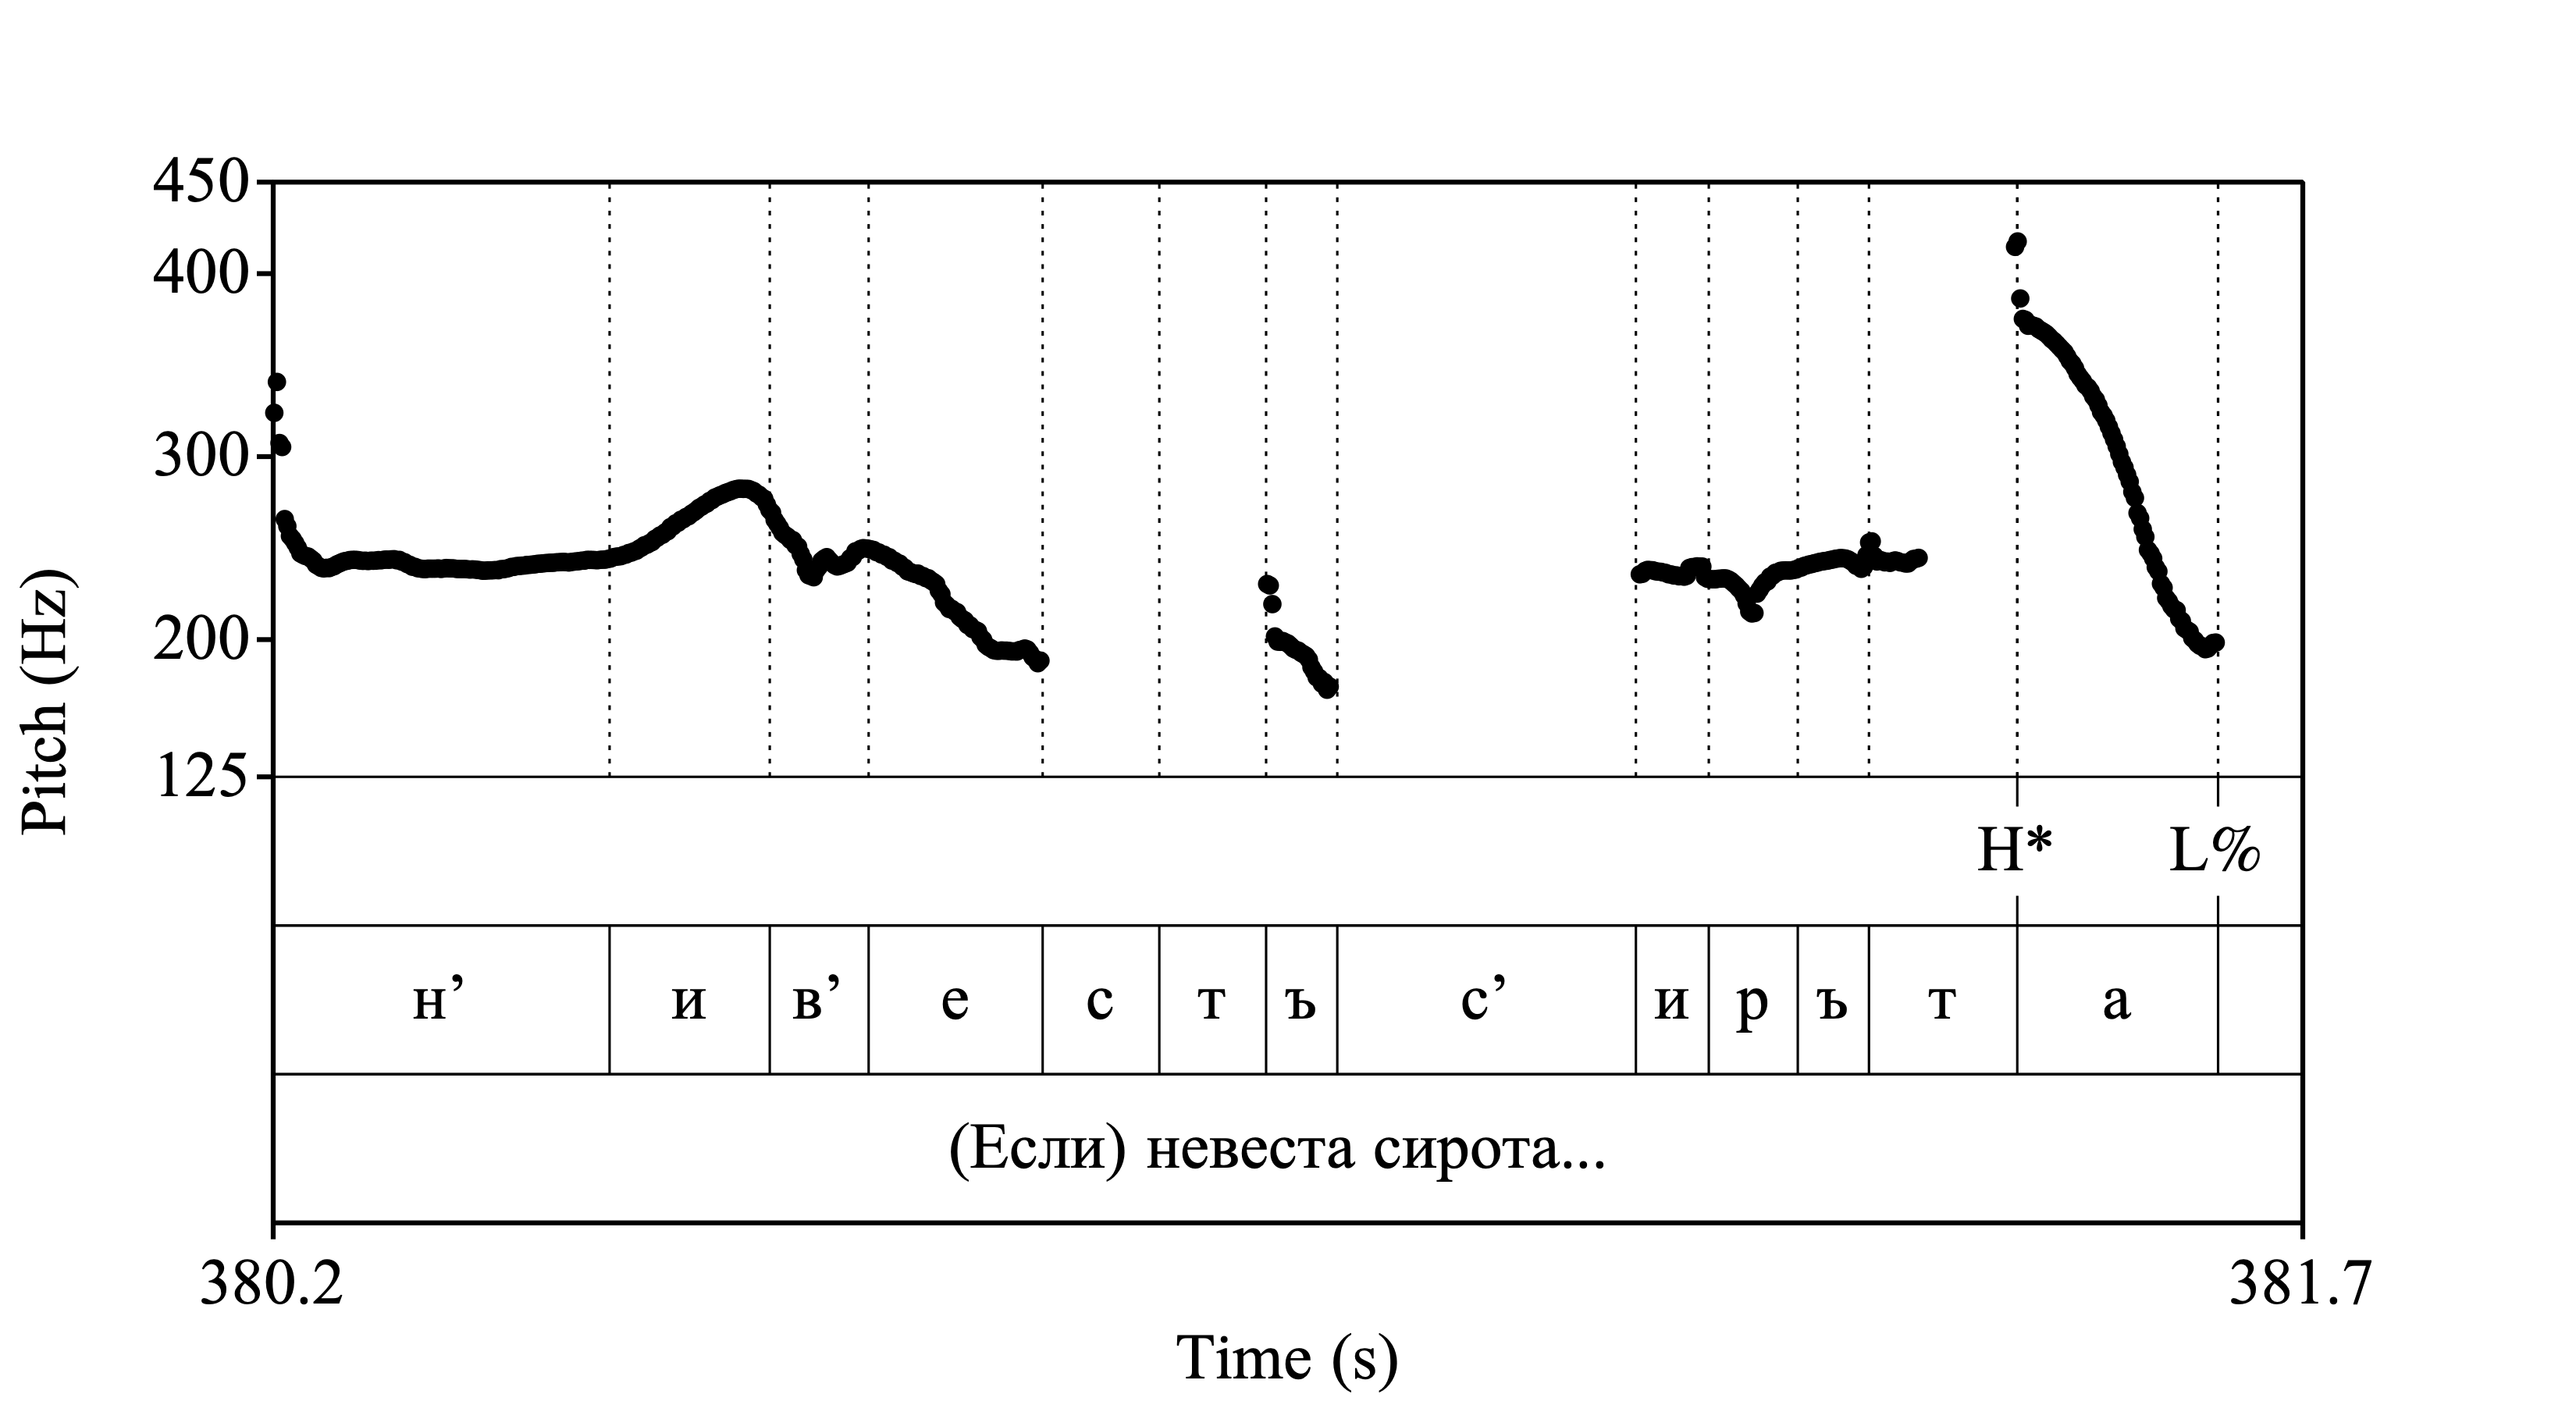 450
400
300
200
125
Pitch (Hz)
H* L%
н’ и в’ е с т ъ с’ и р ъ т а
(Если) невеста сирота...
380.2 381.7
Time (s)